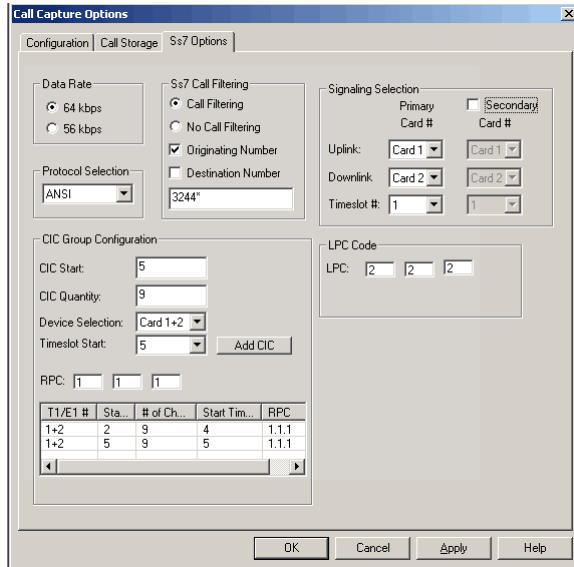 Call Capture Options
Configuration Call Storage Ss7 Options
Data Rate
64 kbps
56 kbps
Protocol Selection
ANSI
Ss7 Call Filtering
Call Filtering
No Call Filtering
Originating Number
Destination Number
3244*
Signaling Selection
Primary Secondary
Card # Card #
Uplink: Card 1 Card 1
Downlink Card 2 Card 2
Timeslot #: 1 1
CIC Group Configuration
CIC Start: 5
CIC Quantity: 9
Device Selection: Card 1+2
Timeslot Start: 5 Add CIC
RPC: 1 1 1
T1/E1 # Sta... # of Ch... Start Tim... RPC
1+2 2 9 4 1.1.1
1+2 5 9 5 1.1.1
LPC Code
LPC: 2 2 2
OK Cancel Apply Help